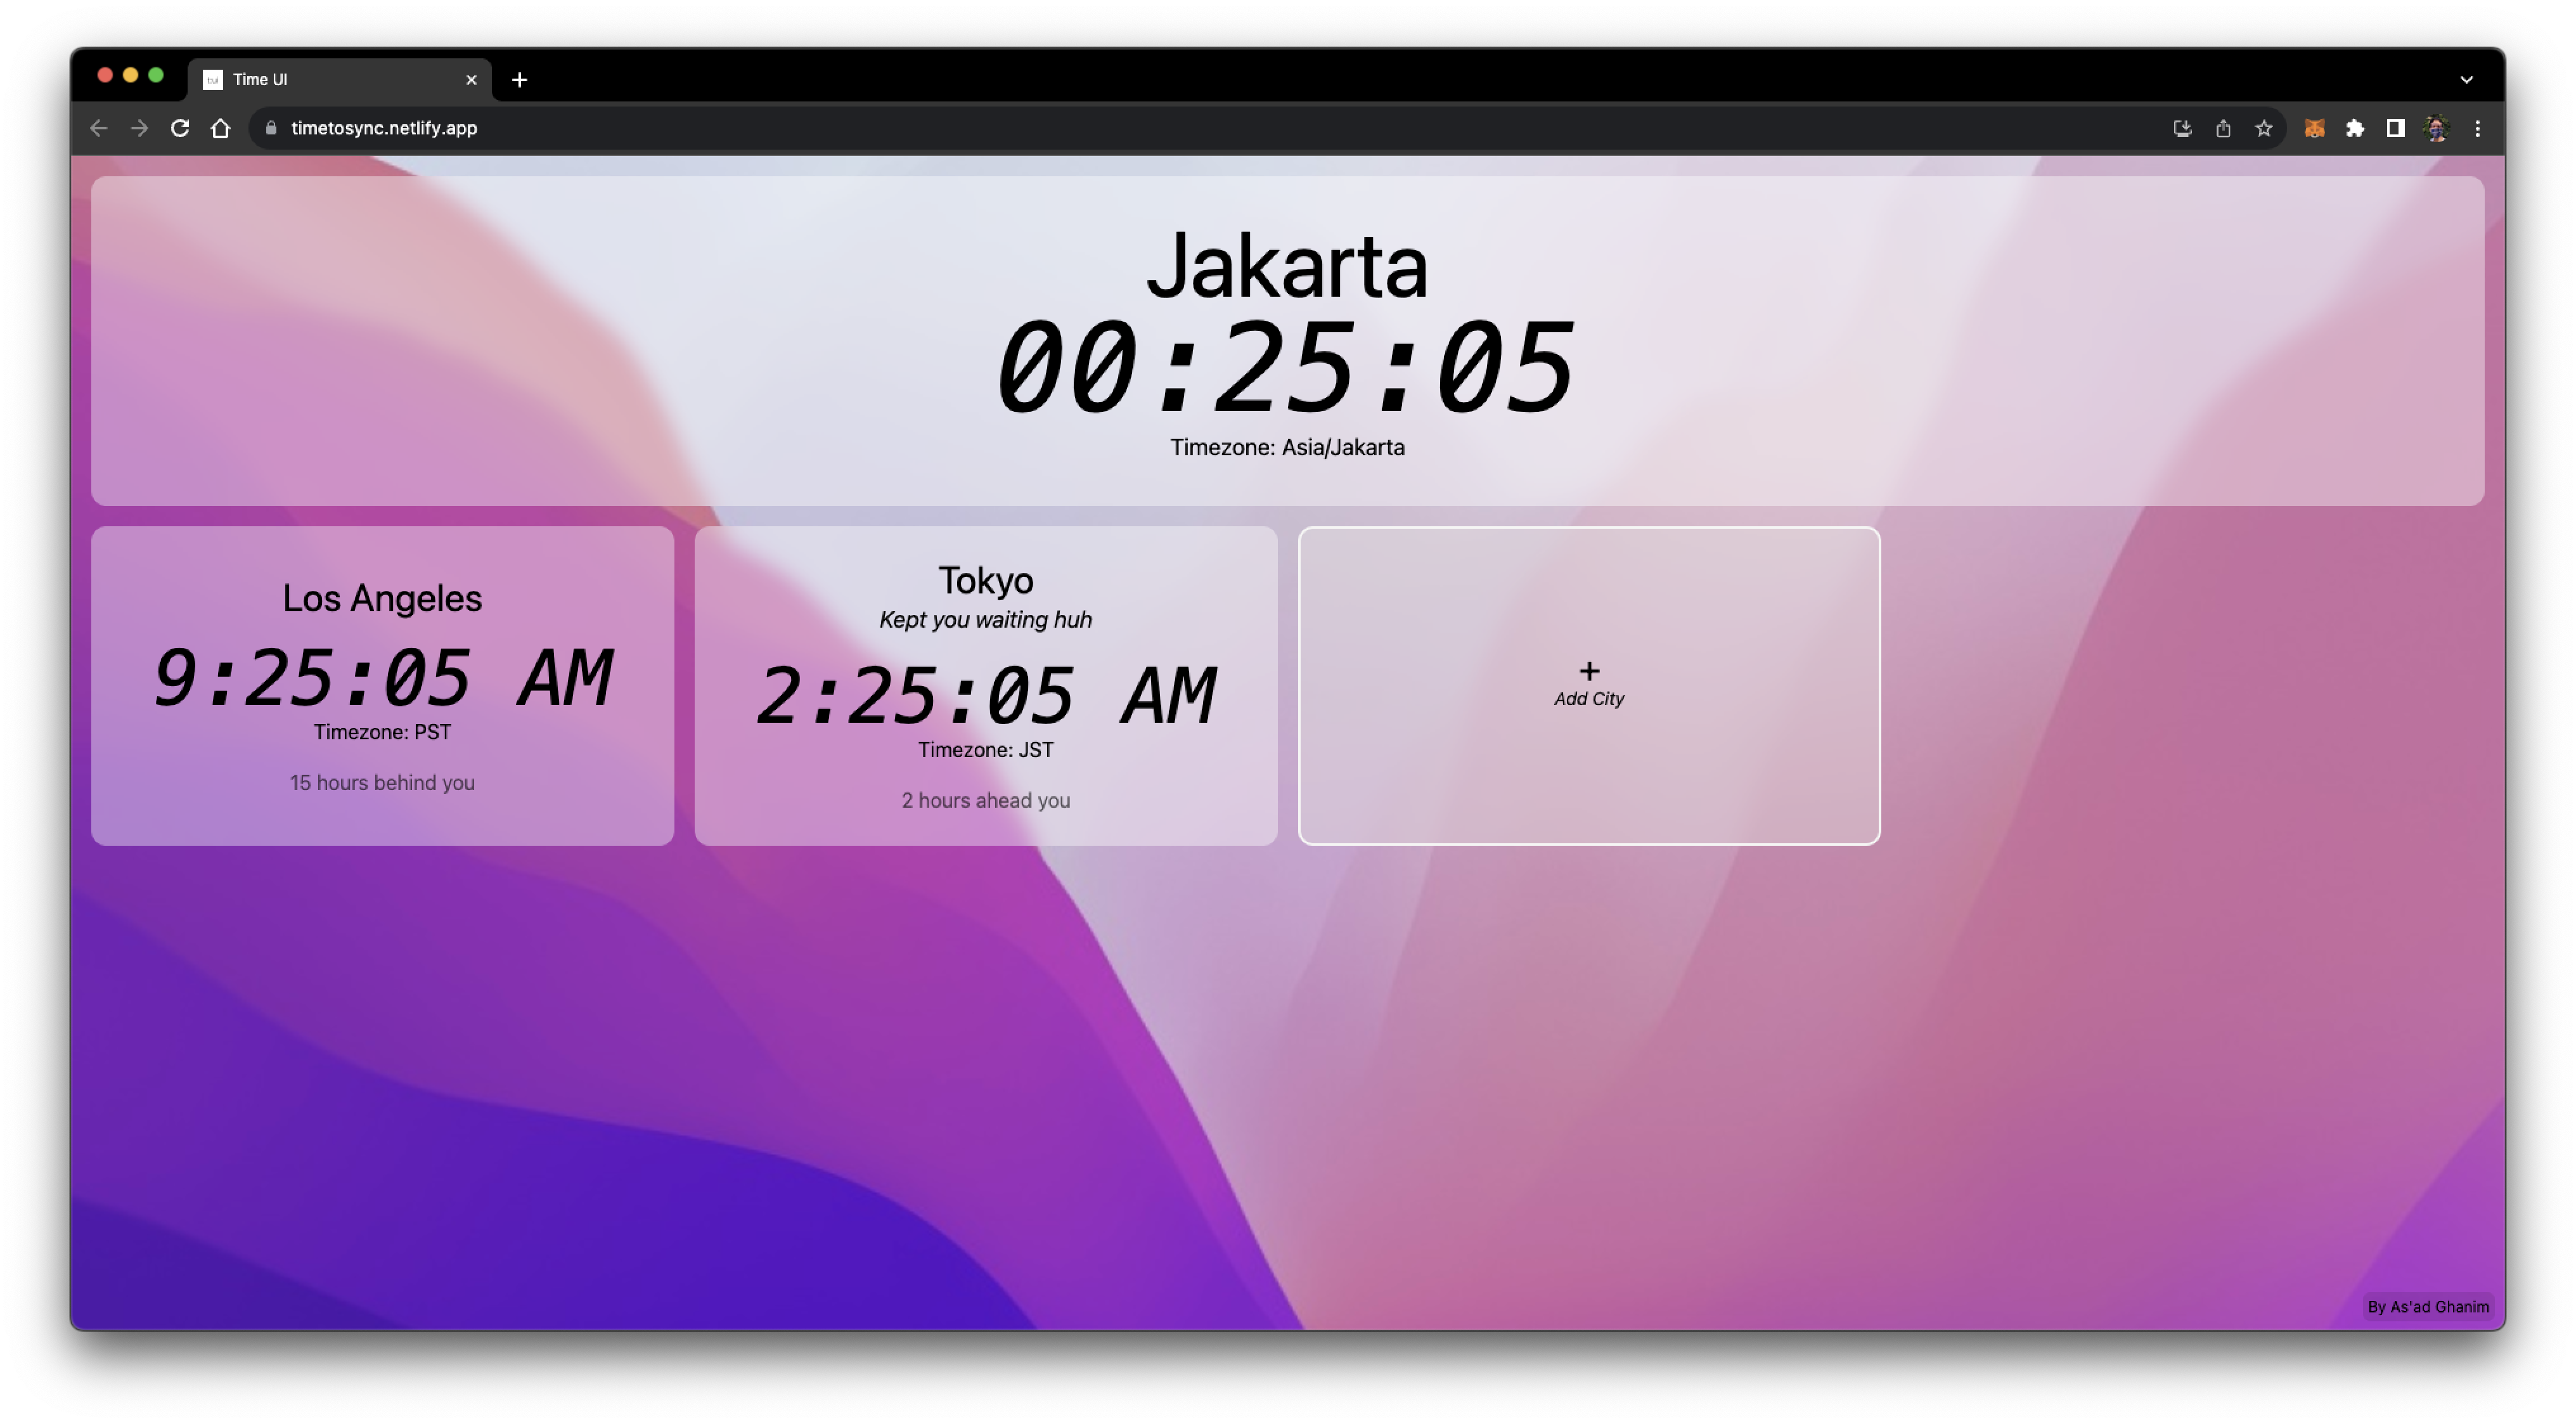 Time UI
timetosync.netlify.app
Jakarta
00:25:05
Timezone: Asia/Jakarta
Los Angeles
9:25:05 AM
Timezone: PST
15 hours behind you
Tokyo
Kept you waiting huh
2:25:05 AM
Timezone: JST
2 hours ahead you
+
Add City
By As'ad Ghanim